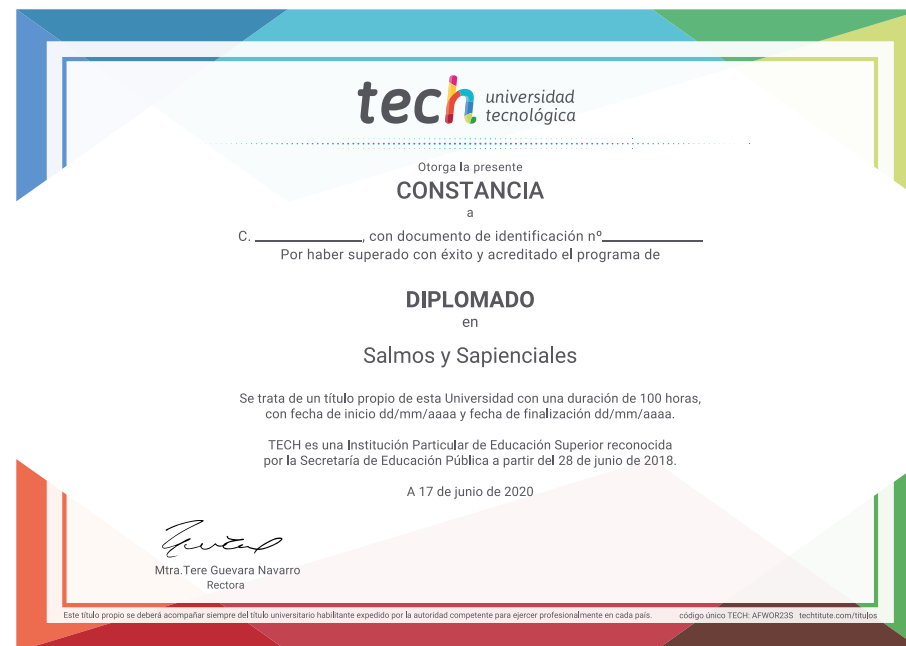 tech universidad
tecnológica
Otorga la presente
CONSTANCIA
a
C. ____________, con documento de identificación nº____________
Por haber superado con éxito y acreditado el programa de
DIPLOMADO
en
Salmos y Sapienciales
Se trata de un título propio de esta Universidad con una duración de 100 horas,
con fecha de inicio dd/mm/aaaa y fecha de finalización dd/mm/aaaa.
TECH es una Institución Particular de Educación Superior reconocida
por la Secretaría de Educación Pública a partir del 28 de junio de 2018.
A 17 de junio de 2020
Mtra.Tere Guevara Navarro
Rectora
Este título propio se deberá acompañar siempre del título universitario habilitante expedido por la autoridad competente para ejercer profesionalmente en cada país. código único TECH: AFWOR23S techtitute.com/titulos